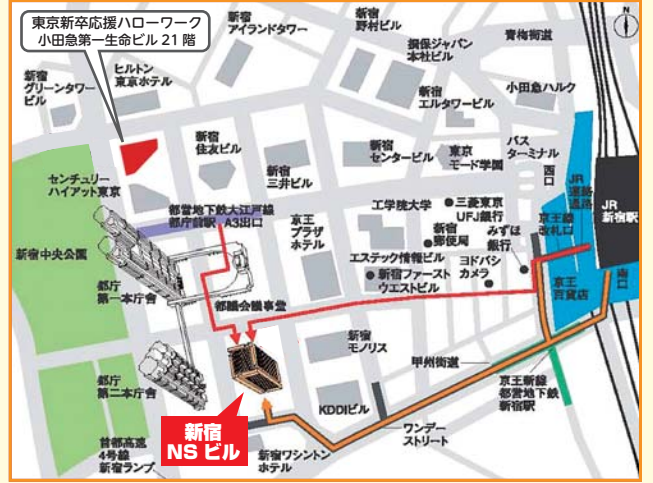 東京新卒応援ハローワーク
小田急第一生命ビル 21 階
新宿
アイランドタワー
新宿
野村ビル
損保ジャパン
本社ビル
青梅街道
新宿
グリーンタワー
ビル
ヒルトン
東京ホテル
小田急ハルク
新宿
エルタワービル
新宿
住友ビル
新宿
センタービル
東京
モード学園
バス
ターミナル
新宿
三井ビル
西口
JR
連絡
通路
センチュリー
ハイアット東京
都営地下鉄大江戸線
都庁前駅 A3出口
京王
プラザ
ホテル
工学院大学
三菱東京
UFJ銀行
新宿
郵便局
みずほ
銀行
京王線
改札口
JR
新宿駅
新宿中央公園
エステック情報ビル
新宿ファースト
ウエストビル
ヨドバシ
カメラ
京王
百貨店
南口
都庁
第一本庁舎
都議会議事堂
新宿
モノリス
甲州街道
都庁
第二本庁舎
京王新線
都営地下鉄
新宿駅
新宿
NS ビル
KDDIビル
ワンデー
ストリート
首都高速
4号線
新宿ランプ
新宿ワシントン
ホテル